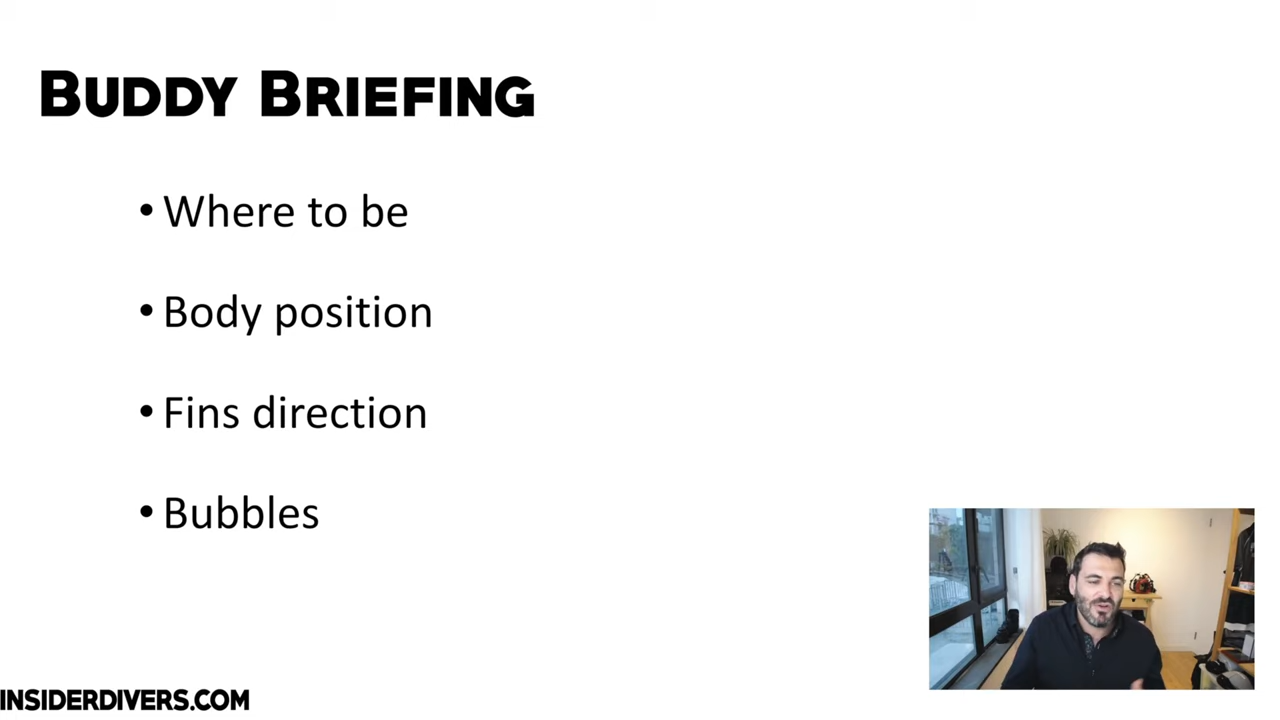 BUDDY BRIEFING
• Where to be
• Body position
• Fins direction
• Bubbles
INSIDERDIVERS.COM